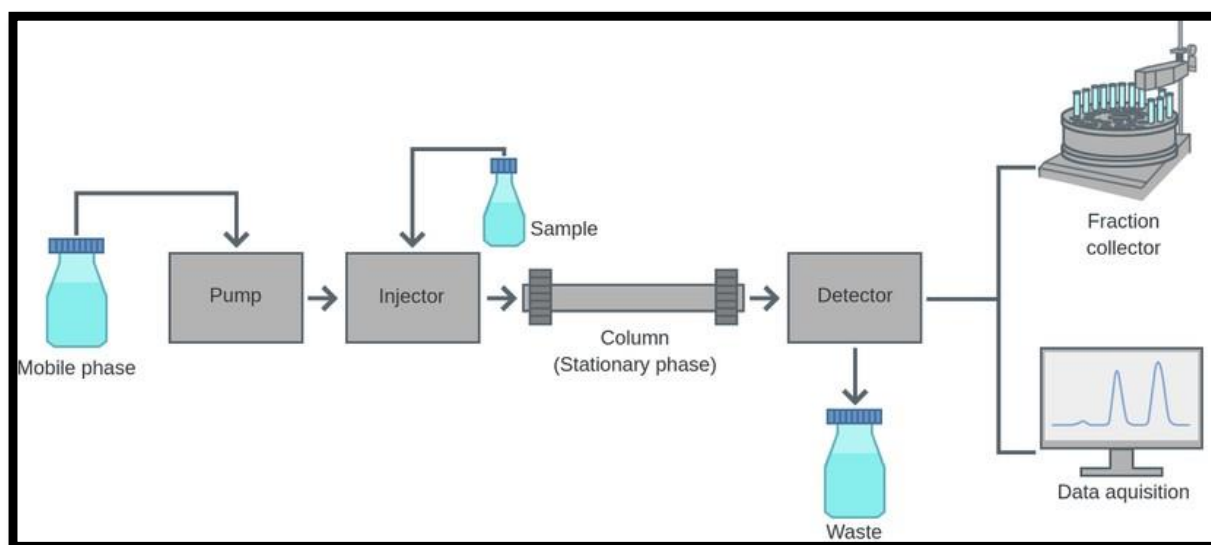 Mobile phase
Pump
Injector
Sample
Column
(Stationary phase)
Detector
Waste
Fraction
collector
Data aquisition